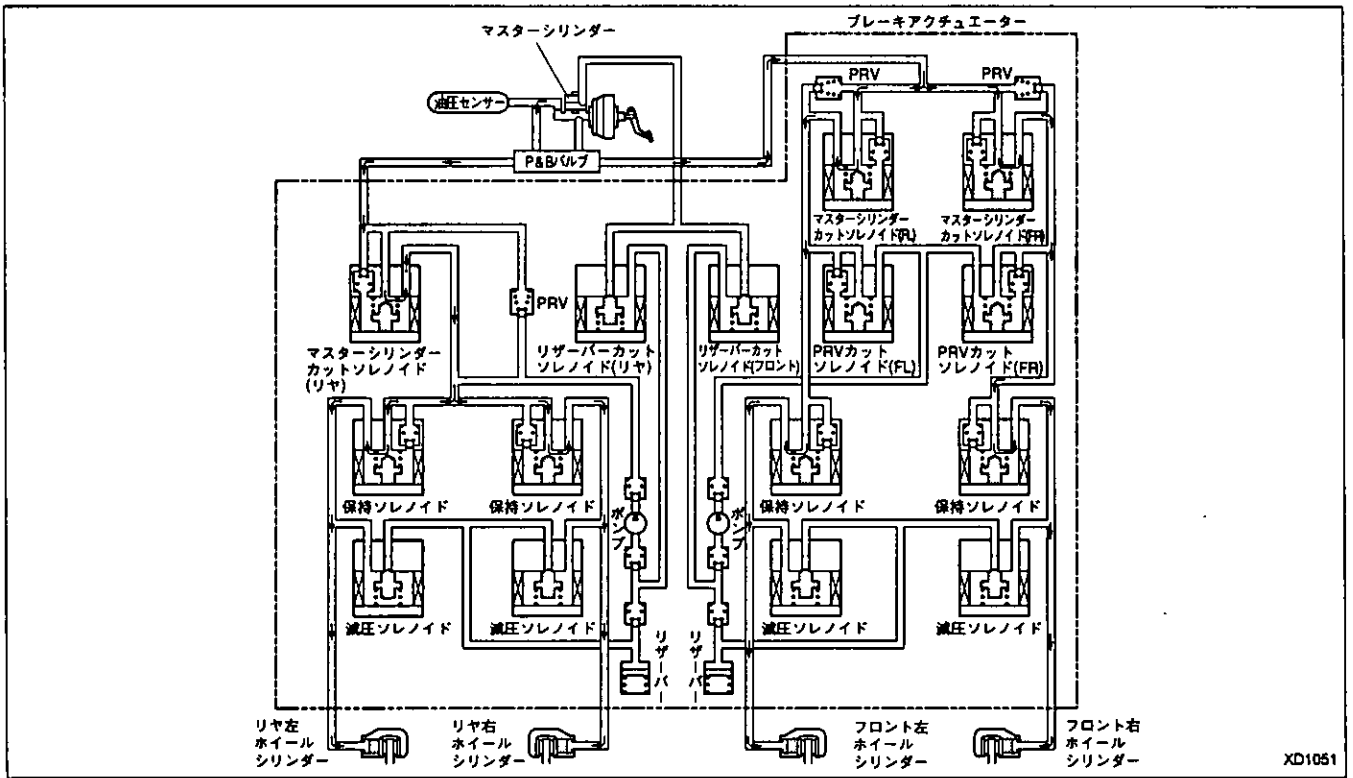 ブレーキアクチュエーター
マスターシリンダー
PRV
PRV
油圧センサー
P&Bバルブ
マスターシリンダー
カットソレノイド(FL)
マスターシリンダー
カットソレノイド(FR)
PRV
マスターシリンダー
カットソレノイド
(リヤ)
リザーバーカット
ソレノイド(リヤ)
リザーバーカット
ソレノイド(フロント)
PRVカット
ソレノイド(FL)
PRVカット
ソレノイド(FR)
保持ソレノイド
保持ソレノイド
ポンプ
ポンプ
保持ソレノイド
保持ソレノイド
減圧ソレノイド
減圧ソレノイド
減圧ソレノイド
減圧ソレノイド
リザーバー
リザーバー
リヤ左
ホイール
シリンダー
リヤ右
ホイール
シリンダー
フロント左
ホイール
シリンダー
フロント右
ホイール
シリンダー
XD1051